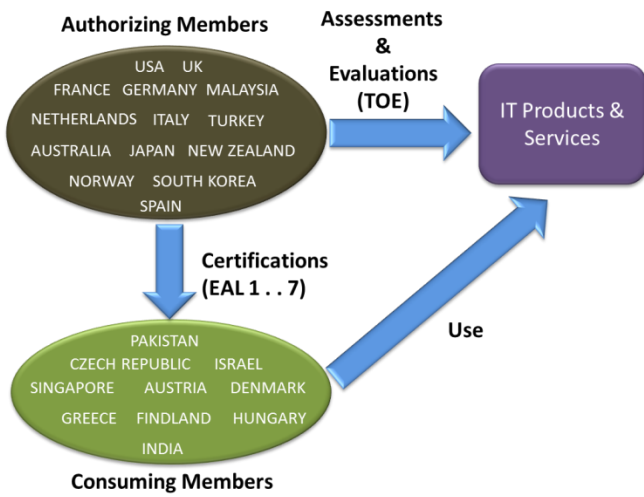 Authorizing Members
USA UK
FRANCE GERMANY MALAYSIA
NETHERLANDS ITALY TURKEY
AUSTRALIA JAPAN NEW ZEALAND
NORWAY SOUTH KOREA
SPAIN
Assessments
&
Evaluations
(TOE)
IT Products &
Services
Certifications
(EAL 1 . . 7)
Use
PAKISTAN
CZECH REPUBLIC ISRAEL
SINGAPORE AUSTRIA DENMARK
GREECE FINDLAND HUNGARY
INDIA
Consuming Members